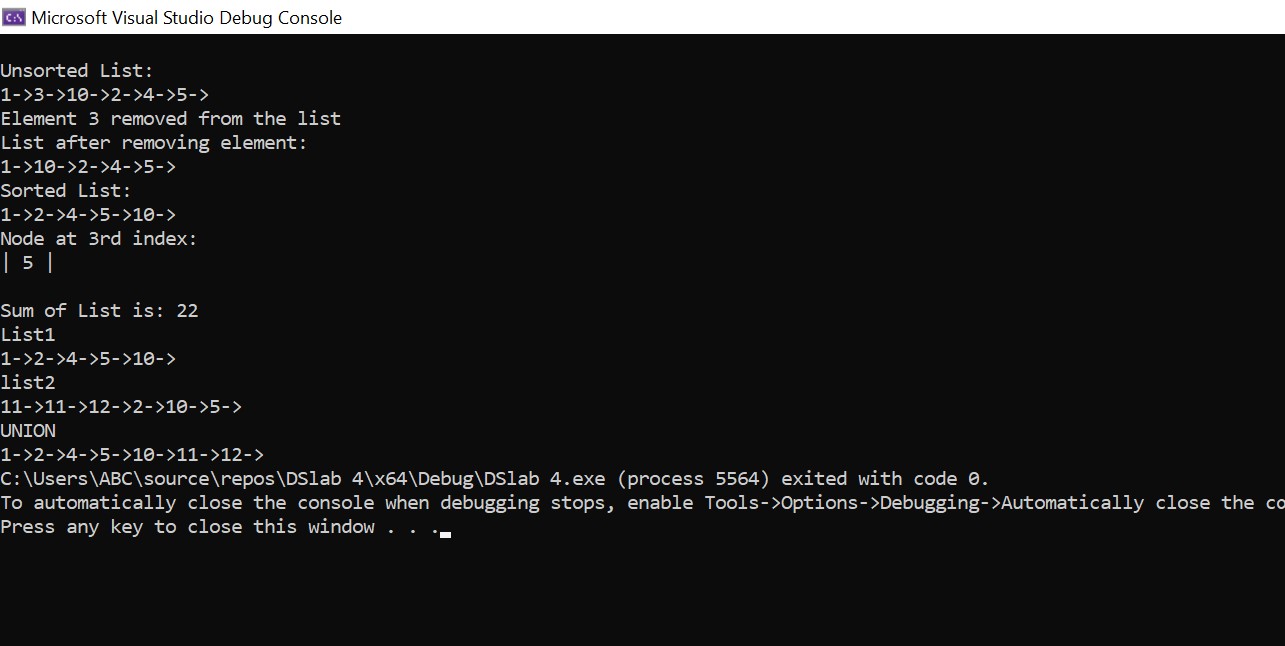 Microsoft Visual Studio Debug Console
Unsorted List:
1->3->10->2->4->5->
Element 3 removed from the list
List after removing element:
1->10->2->4->5->
Sorted List:
1->2->4->5->10->
Node at 3rd index:
| 5 |
Sum of List is: 22
List1
1->2->4->5->10->
list2
11->11->12->2->10->5->
UNION
1->2->4->5->10->11->12->
C:\Users\ABC\source\repos\DSlab 4\x64\Debug\DSlab 4.exe (process 5564) exited with code 0.
To automatically close the console when debugging stops, enable Tools->Options->Debugging->Automatically close the co
Press any key to close this window . . .